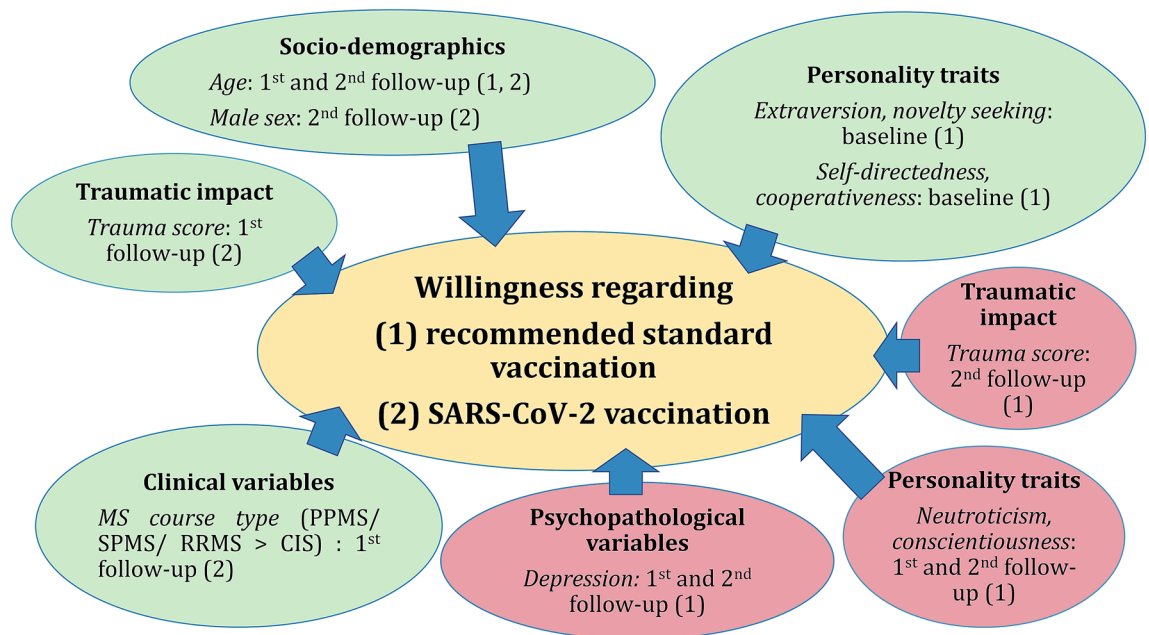 Socio-demographics
Age: 1st and 2nd follow-up (1, 2)
Male sex: 2nd follow-up (2)
Personality traits
Extraversion, novelty seeking:
baseline (1)
Self-directedness,
cooperativeness: baseline (1)
Traumatic impact
Trauma score: 1st
follow-up (2)
Willingness regarding
(1) recommended standard
vaccination
(2) SARS-CoV-2 vaccination
Traumatic
impact
Trauma score:
2nd follow-up
(1)
Clinical variables
MS course type (PPMS/
SPMS/ RRMS > CIS) : 1st
follow-up (2)
Psychopathological
variables
Depression: 1st and 2nd
follow-up (1)
Personality traits
Neutroticism,
conscientiousness:
1st and 2nd follow-
up (1)